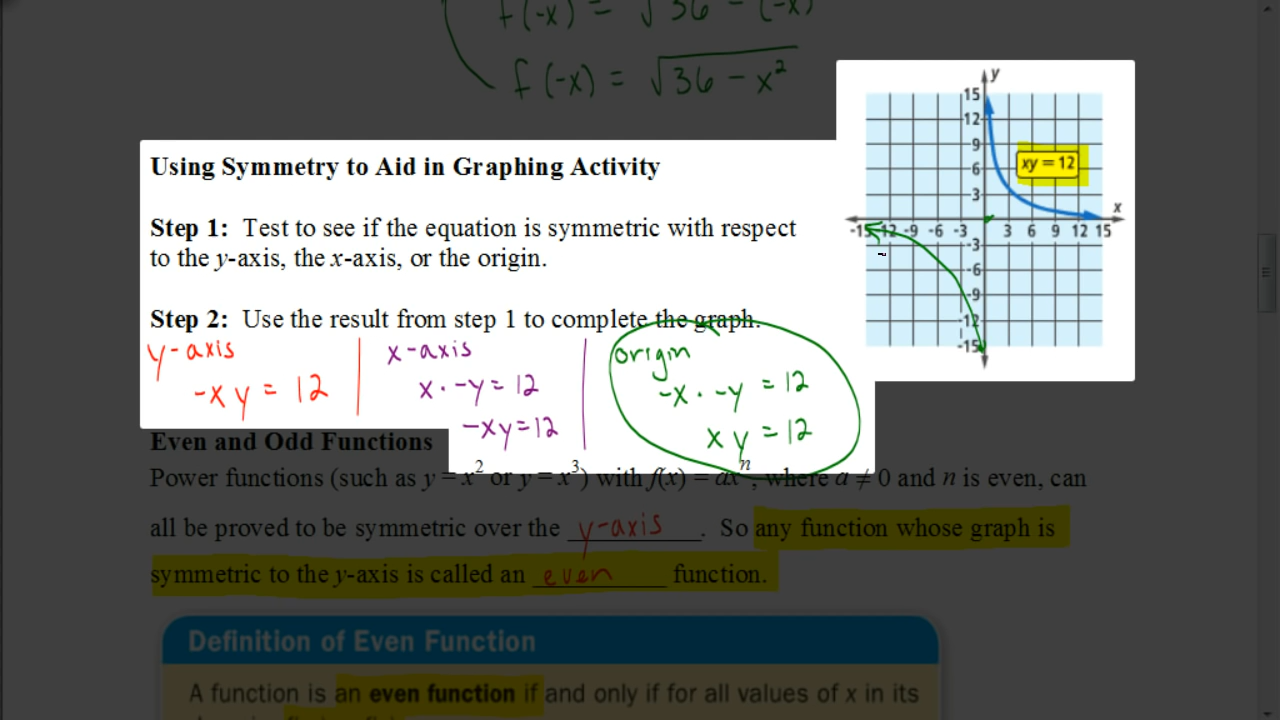 f(-x) = √36 - (-x)
f(-x) = √36 - x²
Using Symmetry to Aid in Graphing Activity
Step 1: Test to see if the equation is symmetric with respect
to the y-axis, the x-axis, or the origin.
Step 2: Use the result from step 1 to complete the graph.
y-axis
-xy = 12
x-axis
x · -y = 12
-xy = 12
origin
-x · -y = 12
xy = 12
y
15
12
9
6
3
xy = 12
x
-15 -12 -9 -6 -3 3 6 9 12 15
-3
-6
-9
-12
-15
Even and Odd Functions
Power functions (such as y = x² or y = x³) with f(x) = axⁿ, where a ≠ 0 and n is even, can
all be proved to be symmetric over the y-axis. So any function whose graph is
symmetric to the y-axis is called an even function.
Definition of Even Function
A function is an even function if and only if for all values of x in its